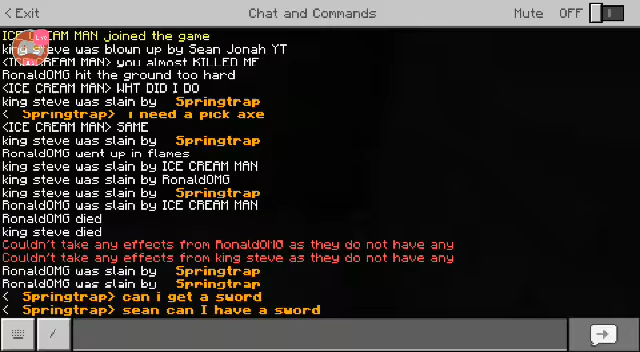 < Exit Chat and Commands Mute OFF
ICE CREAM MAN joined the game
king steve was blown up by Sean Jonah YT
<ICE CREAM MAN> you almost KILLED ME
RonaldOMG hit the ground too hard
<ICE CREAM MAN> WHT DID I DO
king steve was slain by Springtrap
< Springtrap> i need a pick axe
<ICE CREAM MAN> SAME
king steve was slain by Springtrap
RonaldOMG went up in flames
king steve was slain by ICE CREAM MAN
king steve was slain by RonaldOMG
king steve was slain by Springtrap
RonaldOMG was slain by ICE CREAM MAN
RonaldOMG died
king steve died
Couldn't take any effects from RonaldOMG as they do not have any
Couldn't take any effects from king steve as they do not have any
RonaldOMG was slain by Springtrap
RonaldOMG was slain by Springtrap
< Springtrap> can i get a sword
< Springtrap> sean can I have a sword
/